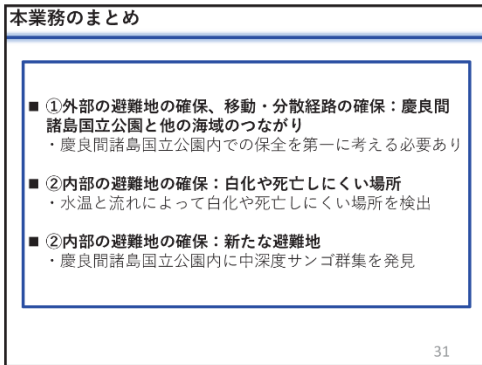 本業務のまとめ
■ ①外部の避難地の確保、移動・分散経路の確保：慶良間
諸島国立公園と他の海域のつながり
・慶良間諸島国立公園内での保全を第一に考える必要あり
■ ②内部の避難地の確保：白化や死亡しにくい場所
・水温と流れによって白化や死亡しにくい場所を検出
■ ②内部の避難地の確保：新たな避難地
・慶良間諸島国立公園内に中深度サンゴ群集を発見
31